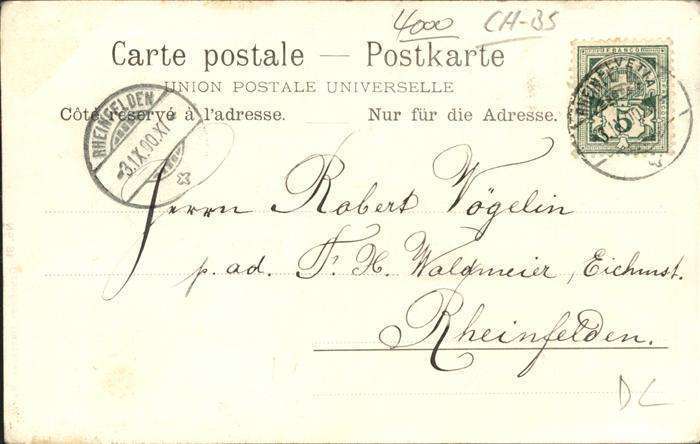 4000 CH-BS
Carte postale — Postkarte
UNION POSTALE UNIVERSELLE
Côté réservé à l'adresse. Nur für die Adresse.
FRANCO
5
RHEINFELDEN
3.IX.00.XI
Herrn Robert Vögelin
p. ad. F. H. Waldmeier, Eichmst.
Rheinfelden.
DL